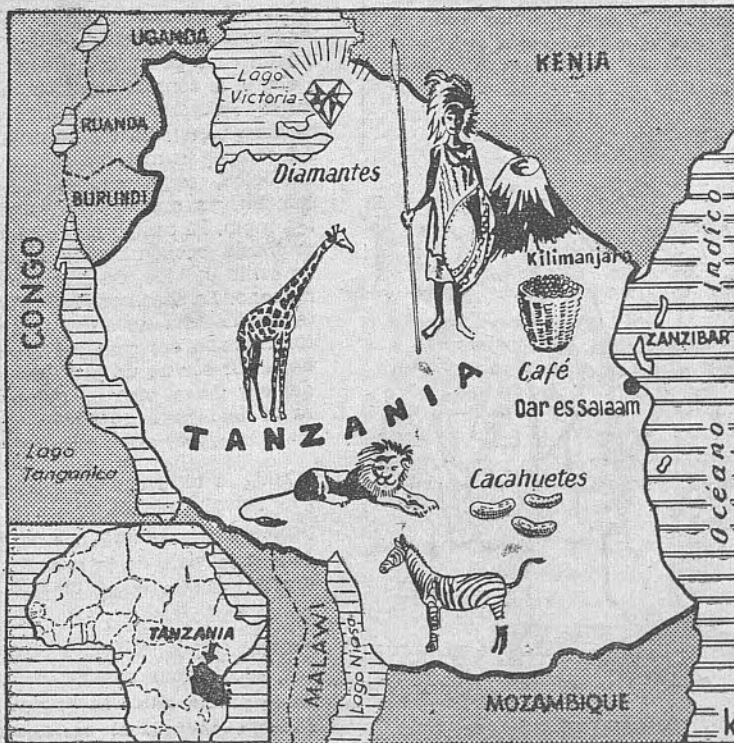 UGANDA
KENIA
Lago
Victoria
RUANDA
Diamantes
BURUNDI
Indico
CONGO
Kilimanjaro
ZANZIBAR
Café
TANZANIA
Dar es Salaam
Lago
Tanganica
Cacahuetes
Océano
TANZANIA
MALAWI
Lago Niasa
MOZAMBIQUE
k